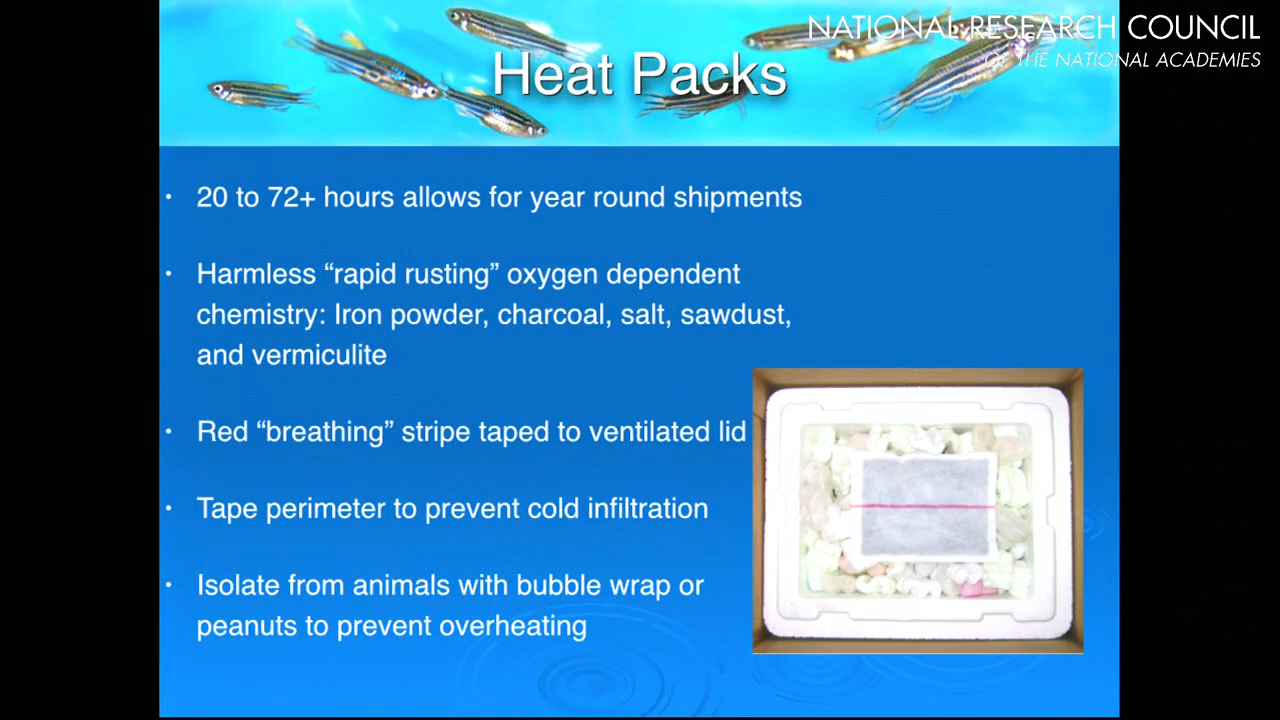 NATIONAL RESEARCH COUNCIL
OF THE NATIONAL ACADEMIES
Heat Packs
• 20 to 72+ hours allows for year round shipments
• Harmless “rapid rusting” oxygen dependent
chemistry: Iron powder, charcoal, salt, sawdust,
and vermiculite
• Red “breathing” stripe taped to ventilated lid
• Tape perimeter to prevent cold infiltration
• Isolate from animals with bubble wrap or
peanuts to prevent overheating